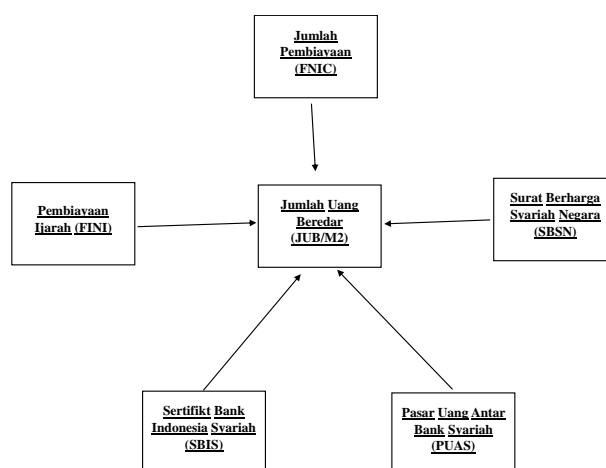 Jumlah
Pembiayaan
(FNIC)
Pembiayaan
Ijarah (FINI)
Jumlah Uang
Beredar
(JUB/M2)
Surat Berharga
Syariah Negara
(SBSN)
Sertifikt Bank
Indonesia Syariah
(SBIS)
Pasar Uang Antar
Bank Syariah
(PUAS)